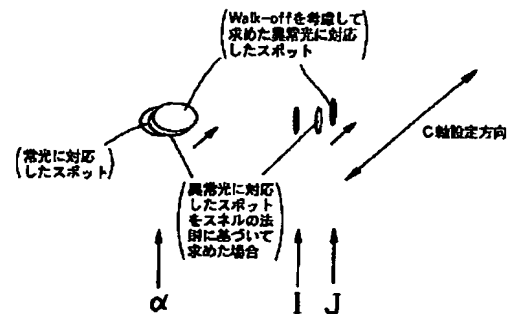 Walk-offを考慮して
求めた異常光に対応
したスポット
C軸設定方向
常光に対応
したスポット
異常光に対応
したスポット
をスネルの法
則に基づいて
求めた場合
α
I
J